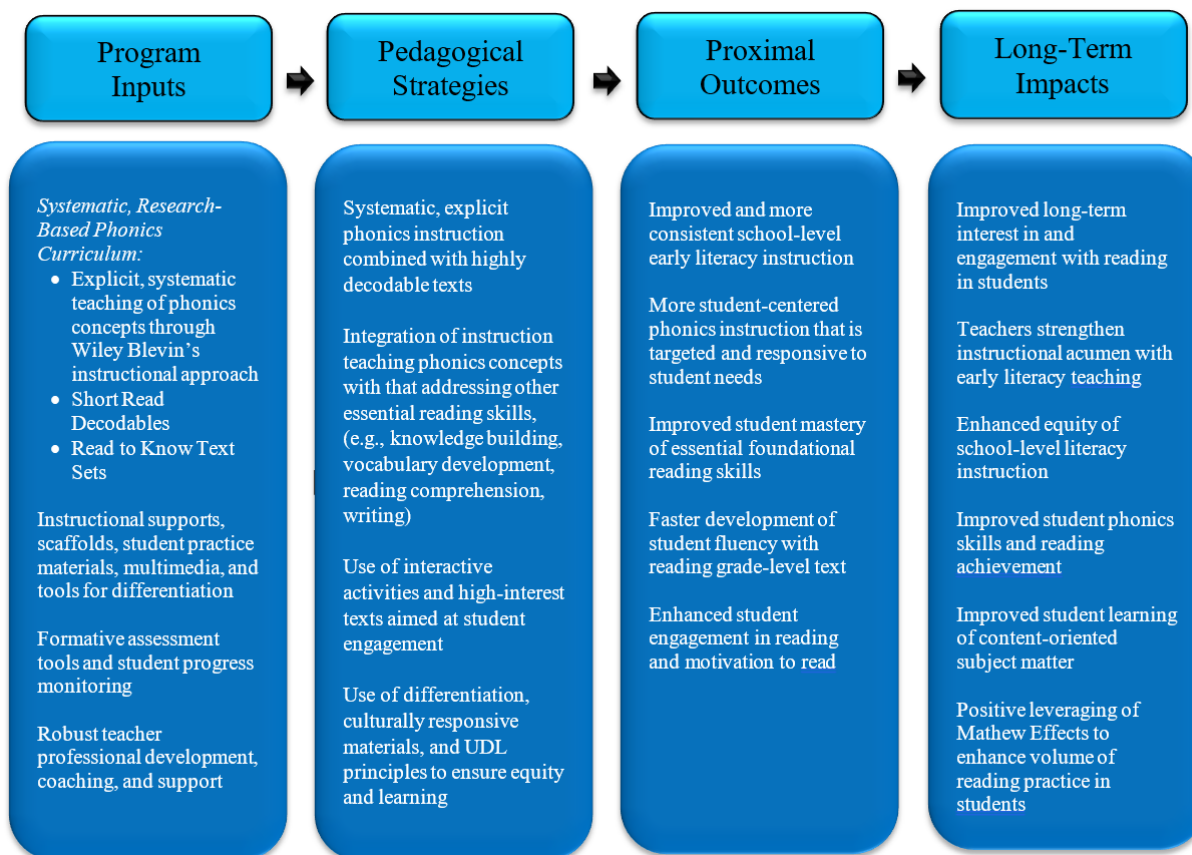 Program
Inputs
Pedagogical
Strategies
Proximal
Outcomes
Long-Term
Impacts
Systematic, Research-
Based Phonics
Curriculum:
• Explicit, systematic
teaching of phonics
concepts through
Wiley Blevin’s
instructional approach
• Short Read
Decodables
• Read to Know Text
Sets
Instructional supports,
scaffolds, student practice
materials, multimedia, and
tools for differentiation
Formative assessment
tools and student progress
monitoring
Robust teacher
professional development,
coaching, and support
Systematic, explicit
phonics instruction
combined with highly
decodable texts
Integration of instruction
teaching phonics concepts
with that addressing other
essential reading skills,
(e.g., knowledge building,
vocabulary development,
reading comprehension,
writing)
Use of interactive
activities and high-interest
texts aimed at student
engagement
Use of differentiation,
culturally responsive
materials, and UDL
principles to ensure equity
and learning
Improved and more
consistent school-level
early literacy instruction
More student-centered
phonics instruction that is
targeted and responsive to
student needs
Improved student mastery
of essential foundational
reading skills
Faster development of
student fluency with
reading grade-level text
Enhanced student
engagement in reading
and motivation to read
Improved long-term
interest in and
engagement with reading
in students
Teachers strengthen
instructional acumen with
early literacy teaching
Enhanced equity of
school-level literacy
instruction
Improved student phonics
skills and reading
achievement
Improved student learning
of content-oriented
subject matter
Positive leveraging of
Mathew Effects to
enhance volume of
reading practice in
students